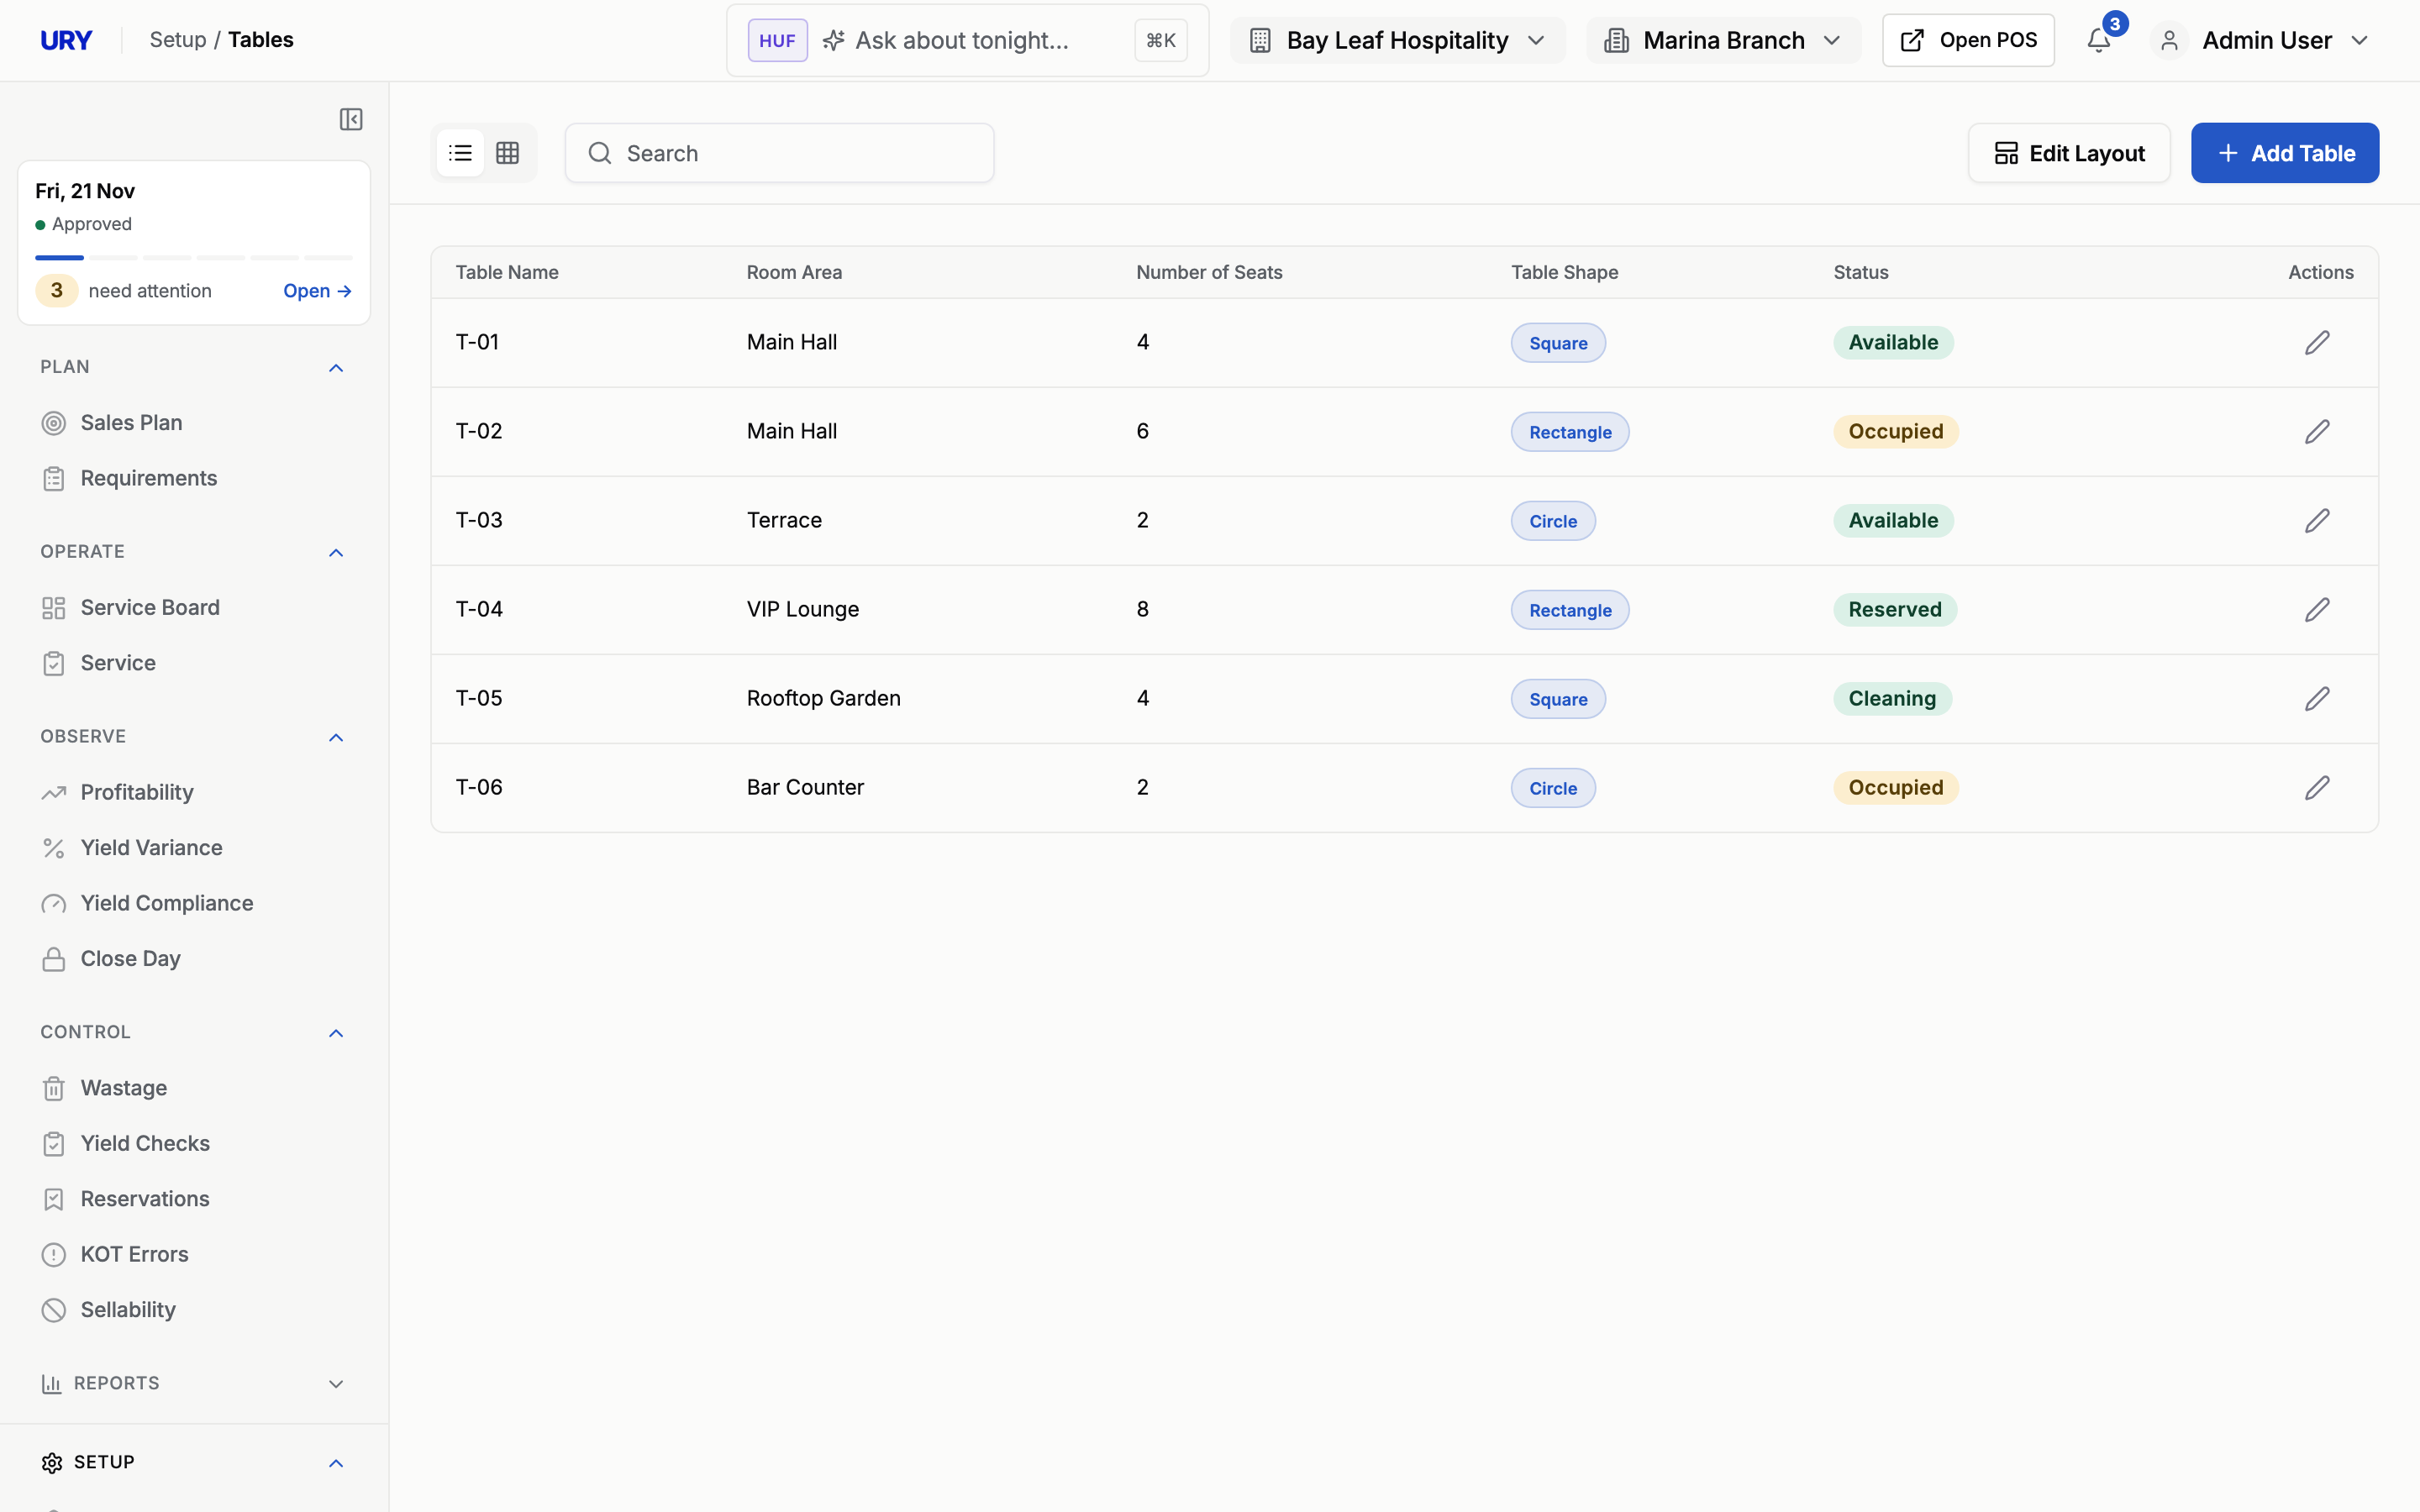 URY
Setup / Tables
HUF Ask about tonight... ⌘K
Bay Leaf Hospitality
Marina Branch
Open POS
3
Admin User
Fri, 21 Nov
Approved
3 need attention Open →
PLAN
Sales Plan
Requirements
OPERATE
Service Board
Service
OBSERVE
Profitability
Yield Variance
Yield Compliance
Close Day
CONTROL
Wastage
Yield Checks
Reservations
KOT Errors
Sellability
REPORTS
SETUP
Search
Edit Layout
+ Add Table
Table Name Room Area Number of Seats Table Shape Status Actions
T-01 Main Hall 4 Square Available
T-02 Main Hall 6 Rectangle Occupied
T-03 Terrace 2 Circle Available
T-04 VIP Lounge 8 Rectangle Reserved
T-05 Rooftop Garden 4 Square Cleaning
T-06 Bar Counter 2 Circle Occupied